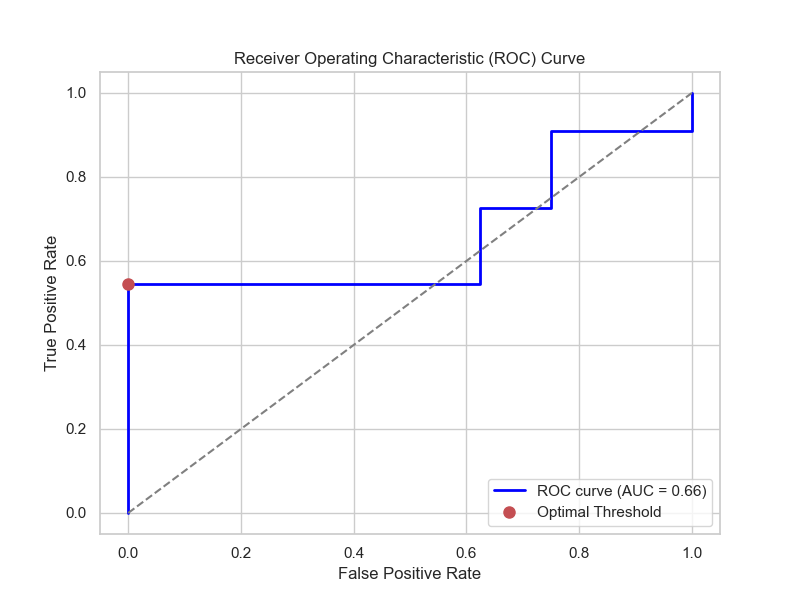 Receiver Operating Characteristic (ROC) Curve
True Positive Rate
1.0
0.8
0.6
0.4
0.2
0.0
0.0 0.2 0.4 0.6 0.8 1.0
False Positive Rate
ROC curve (AUC = 0.66)
Optimal Threshold